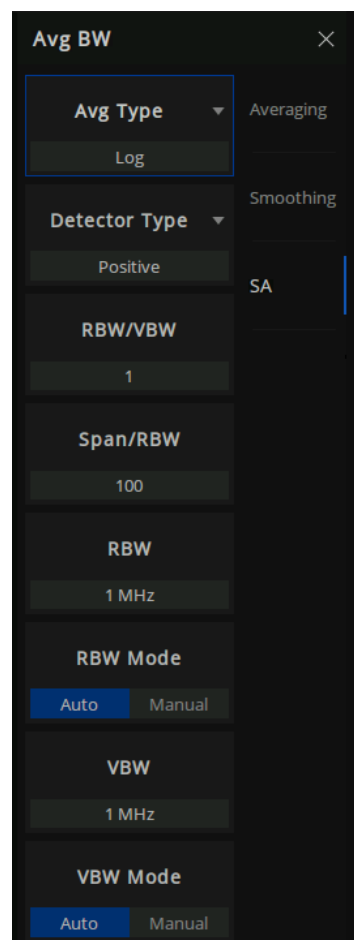 Avg BW
Avg Type
Log
Detector Type
Positive
RBW/VBW
1
Span/RBW
100
RBW
1 MHz
RBW Mode
Auto Manual
VBW
1 MHz
VBW Mode
Auto Manual
Averaging
Smoothing
SA